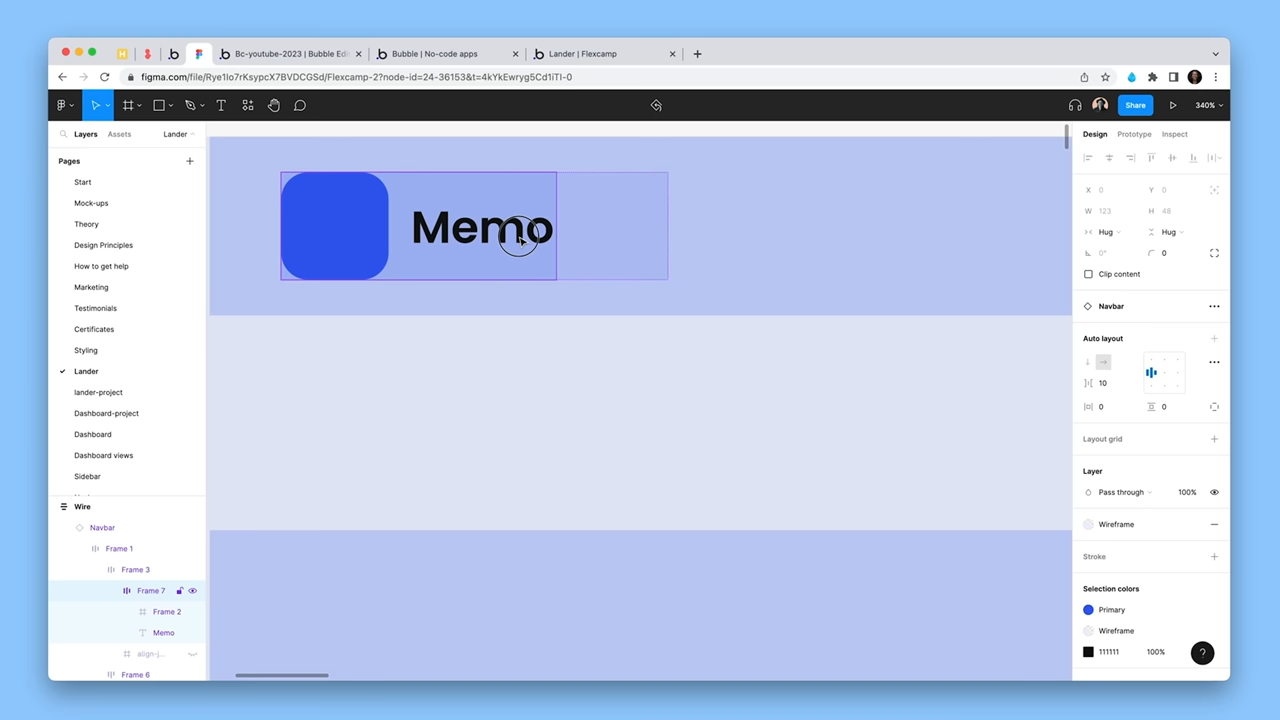 Bc-youtube-2023 | Bubble Edi
Bubble | No-code apps
Lander | Flexcamp
figma.com/file/Rye1Io7rKsypcX7BVDCGSd/Flexcamp-2?node-id=24-36153&t=4kYkEwryg5Cd1iTl-0
Share
340%
Layers
Assets
Lander
Design
Prototype
Inspect
Pages
Start
Mock-ups
Theory
Design Principles
How to get help
Marketing
Testimonials
Certificates
Styling
Lander
lander-project
Dashboard-project
Dashboard
Dashboard views
Sidebar
Wire
Navbar
Frame 1
Frame 3
Frame 7
Frame 2
Memo
align-j...
Frame 6
Memo
X 0
Y 0
W 123
H 48
Hug
Hug
0°
0
Clip content
Navbar
Auto layout
10
0
0
Layout grid
Layer
Pass through
100%
Wireframe
Stroke
Selection colors
Primary
Wireframe
111111
100%
?